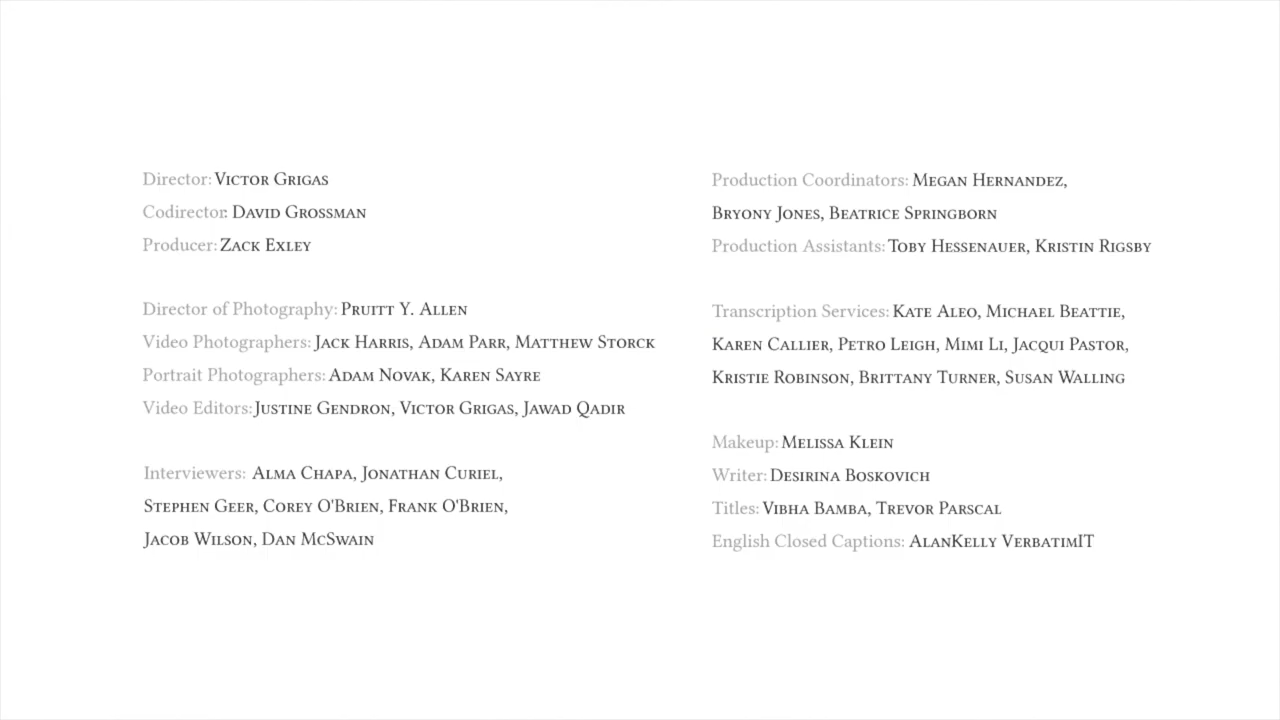 Director: Victor Grigas
Codirector: David Grossman
Producer: Zack Exley
Director of Photography: Pruitt Y. Allen
Video Photographers: Jack Harris, Adam Parr, Matthew Storck
Portrait Photographers: Adam Novak, Karen Sayre
Video Editors: Justine Gendron, Victor Grigas, Jawad Qadir
Interviewers: Alma Chapa, Jonathan Curiel,
Stephen Geer, Corey O'Brien, Frank O'Brien,
Jacob Wilson, Dan McSwain
Production Coordinators: Megan Hernandez,
Bryony Jones, Beatrice Springborn
Production Assistants: Toby Hessenauer, Kristin Rigsby
Transcription Services: Kate Aleo, Michael Beattie,
Karen Callier, Petro Leigh, Mimi Li, Jacqui Pastor,
Kristie Robinson, Brittany Turner, Susan Walling
Makeup: Melissa Klein
Writer: Desirina Boskovich
Titles: Vibha Bamba, Trevor Parscal
English Closed Captions: AlanKelly VerbatimIT